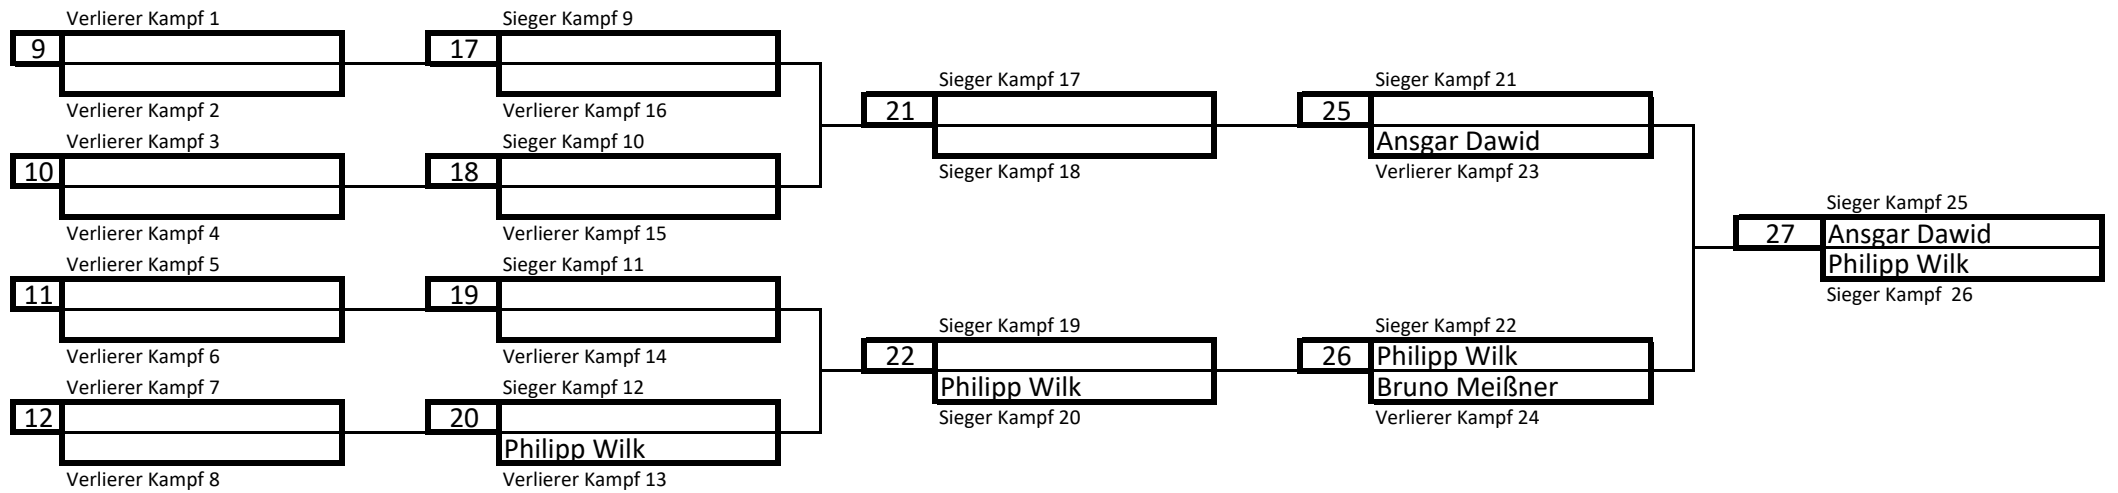 Verlierer Kampf 1
9
Verlierer Kampf 2
Verlierer Kampf 3
10
Verlierer Kampf 4
Verlierer Kampf 5
11
Verlierer Kampf 6
Verlierer Kampf 7
12
Verlierer Kampf 8
Sieger Kampf 9
17
Verlierer Kampf 16
Sieger Kampf 10
18
Verlierer Kampf 15
Sieger Kampf 11
19
Verlierer Kampf 14
Sieger Kampf 12
20
Philipp Wilk
Verlierer Kampf 13
Sieger Kampf 17
21
Sieger Kampf 18
Sieger Kampf 19
22
Philipp Wilk
Sieger Kampf 20
Sieger Kampf 21
25
Ansgar Dawid
Verlierer Kampf 23
Sieger Kampf 22
26 Philipp Wilk
Bruno Meißner
Verlierer Kampf 24
Sieger Kampf 25
27 Ansgar Dawid
Philipp Wilk
Sieger Kampf 26